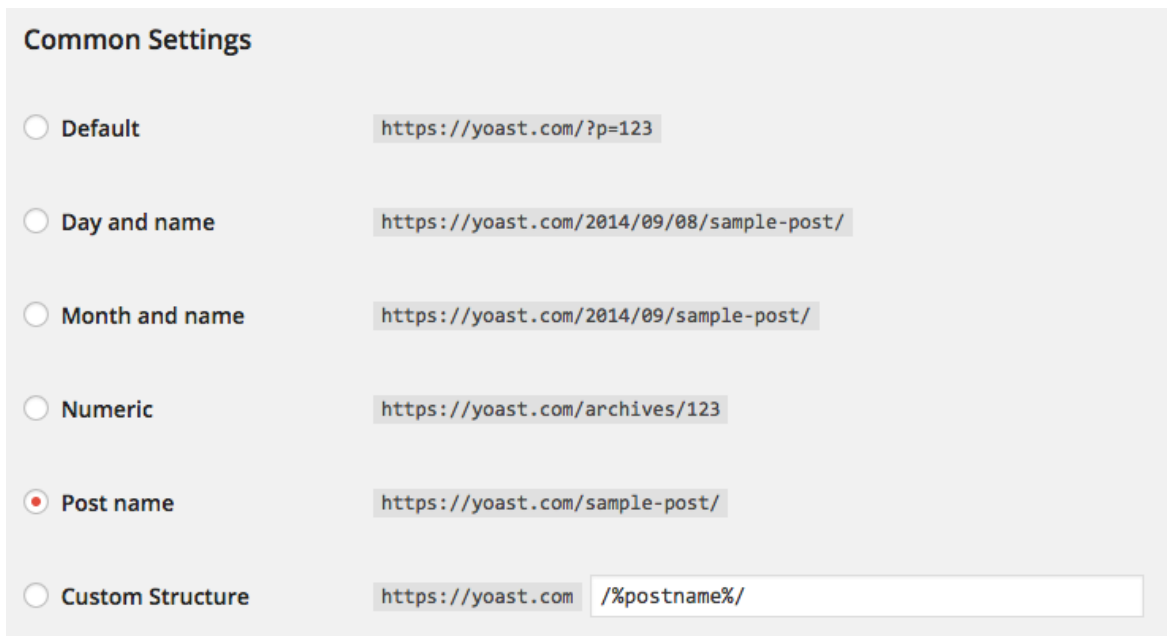 Common Settings
Default https://yoast.com/?p=123
Day and name https://yoast.com/2014/09/08/sample-post/
Month and name https://yoast.com/2014/09/sample-post/
Numeric https://yoast.com/archives/123
Post name https://yoast.com/sample-post/
Custom Structure https://yoast.com /%postname%/